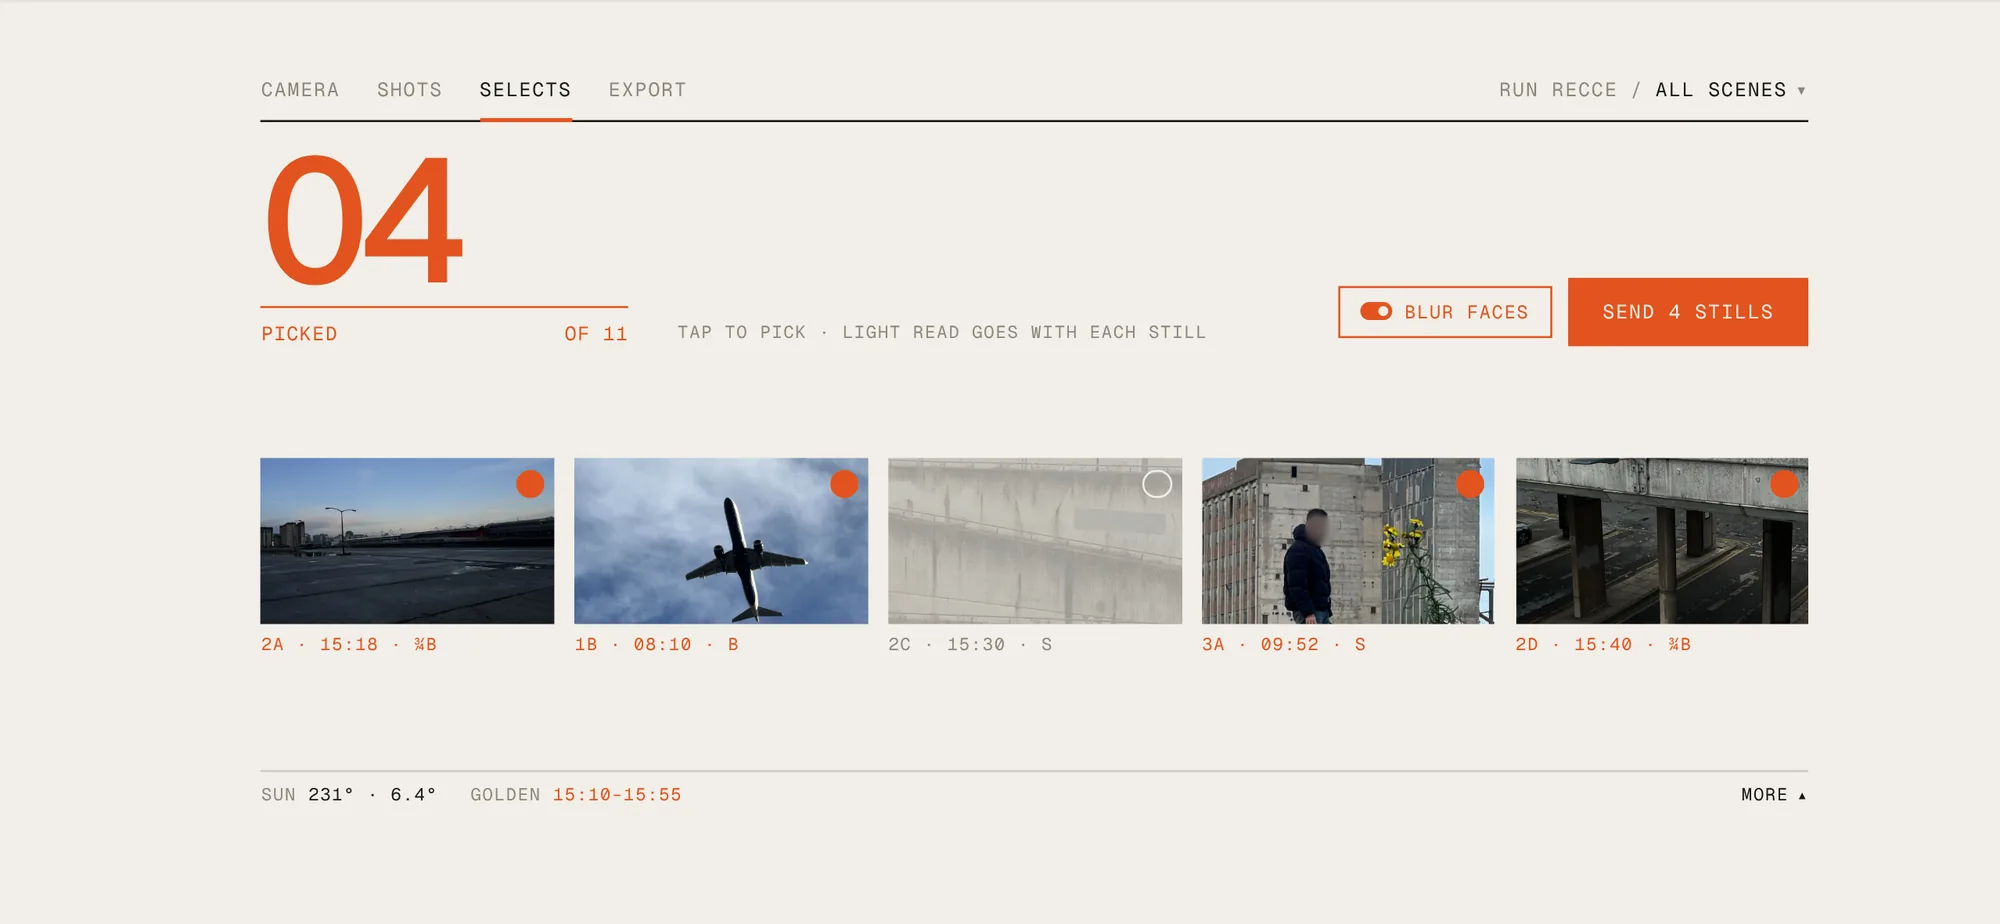 CAMERA SHOTS SELECTS EXPORT RUN RECCE / ALL SCENES ▾
04
PICKED OF 11
TAP TO PICK · LIGHT READ GOES WITH EACH STILL
BLUR FACES
SEND 4 STILLS
2A · 15:18 · ¾B
1B · 08:10 · B
2C · 15:30 · S
3A · 09:52 · S
2D · 15:40 · ¾B
SUN 231° · 6.4° GOLDEN 15:10–15:55 MORE ▴